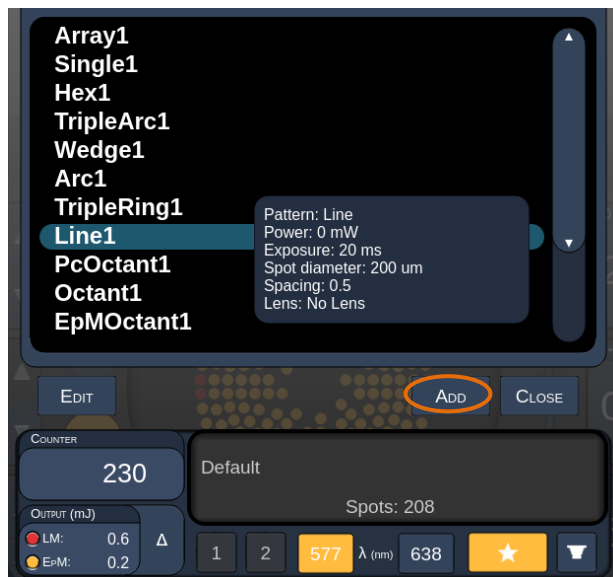 Array1
Single1
Hex1
TripleArc1
Wedge1
Arc1
TripleRing1
Line1
PcOctant1
Octant1
EpMOctant1
Pattern: Line
Power: 0 mW
Exposure: 20 ms
Spot diameter: 200 um
Spacing: 0.5
Lens: No Lens
EDIT
ADD
CLOSE
COUNTER
230
Default
Spots: 208
OUTPUT (mJ)
LM: 0.6
EPM: 0.2
Δ
1 2 577 λ (nm) 638